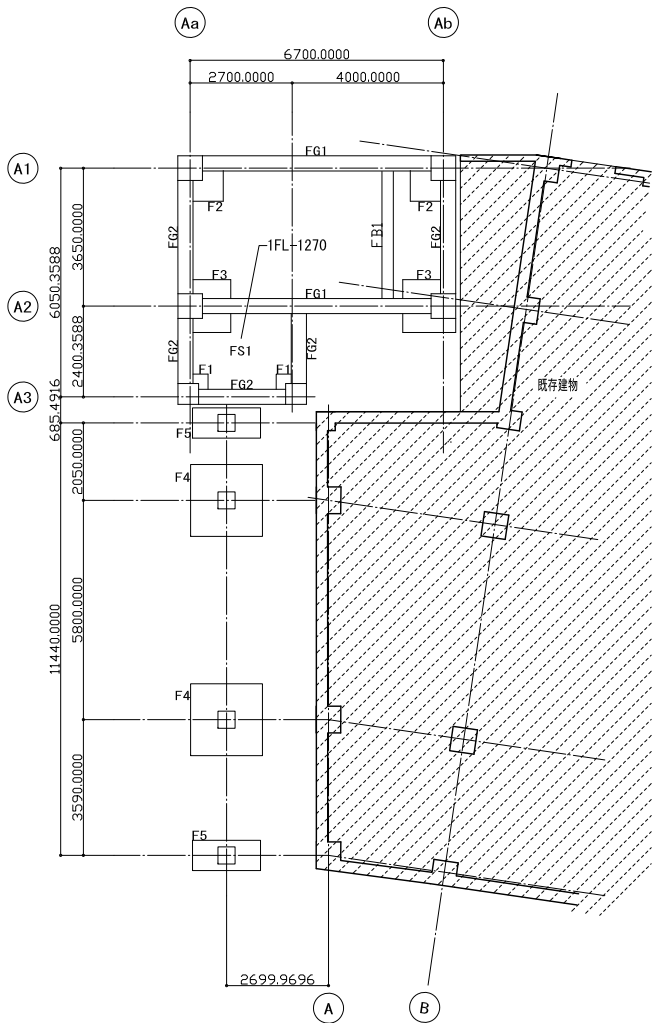 Aa
Ab
6700.0000
2700.0000
4000.0000
A1
FG1
F2
F2
FG2
FB1
FG2
3650.0000
6050.3588
1FL-1270
F3
F3
A2
FG1
2400.3588
FG2
FS1
FG2
F1
F1
FG2
A3
既存建物
685.4916
F5
2050.0000
F4
11440.0000
5800.0000
F4
3590.0000
F5
2699.9696
A
B